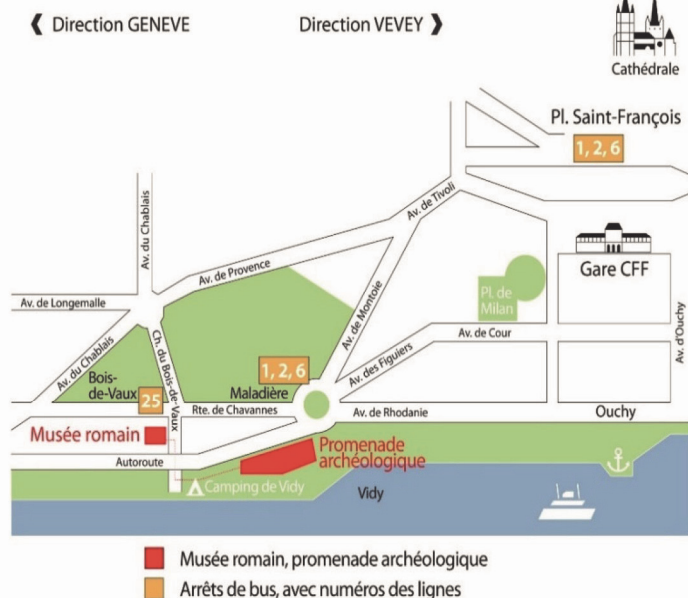 ❮ Direction GENEVE
Direction VEVEY ❯
Cathédrale
Pl. Saint-François
1, 2, 6
Av. de Tivoli
Av. du Chablais
Av. de Provence
Gare CFF
Av. de Longemalle
Av. de Montoie
Pl. de
Milan
Av. d'Ouchy
Av. de Cour
Av. du Chablais
Ch. du Bois-de-Vaux
Av. des Figuiers
Bois-
de-Vaux
25
1, 2, 6
Maladière
Rte. de Chavannes
Av. de Rhodanie
Ouchy
Musée romain
Promenade
archéologique
Autoroute
Camping de Vidy
Vidy
Musée romain, promenade archéologique
Arrêts de bus, avec numéros des lignes